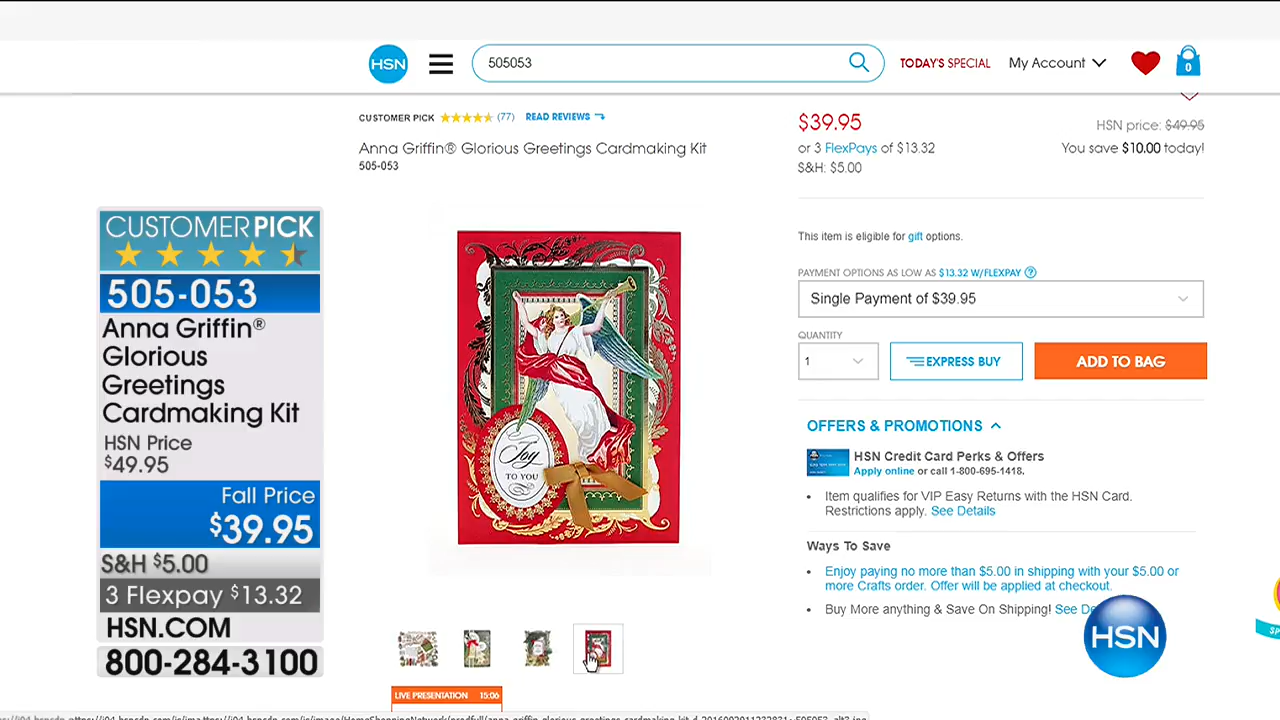 HSN
505053
TODAY'S SPECIAL
My Account
0
CUSTOMER PICK (77) READ REVIEWS
Anna Griffin® Glorious Greetings Cardmaking Kit
505-053
$39.95
HSN price: $49.95
or 3 FlexPays of $13.32
You save $10.00 today!
S&H: $5.00
This item is eligible for gift options.
PAYMENT OPTIONS AS LOW AS $13.32 W/FLEXPAY ?
Single Payment of $39.95
QUANTITY
1
EXPRESS BUY
ADD TO BAG
OFFERS & PROMOTIONS
HSN Credit Card Perks & Offers
Apply online or call 1-800-695-1418.
• Item qualifies for VIP Easy Returns with the HSN Card.
Restrictions apply. See Details
Ways To Save
• Enjoy paying no more than $5.00 in shipping with your $5.00 or
more Crafts order. Offer will be applied at checkout.
• Buy More anything & Save On Shipping! See
HSN
CUSTOMER PICK
505-053
Anna Griffin®
Glorious
Greetings
Cardmaking Kit
HSN Price
$49.95
Fall Price
$39.95
S&H $5.00
3 Flexpay $13.32
HSN.COM
800-284-3100
Joy
TO YOU
LIVE PRESENTATION 15:06